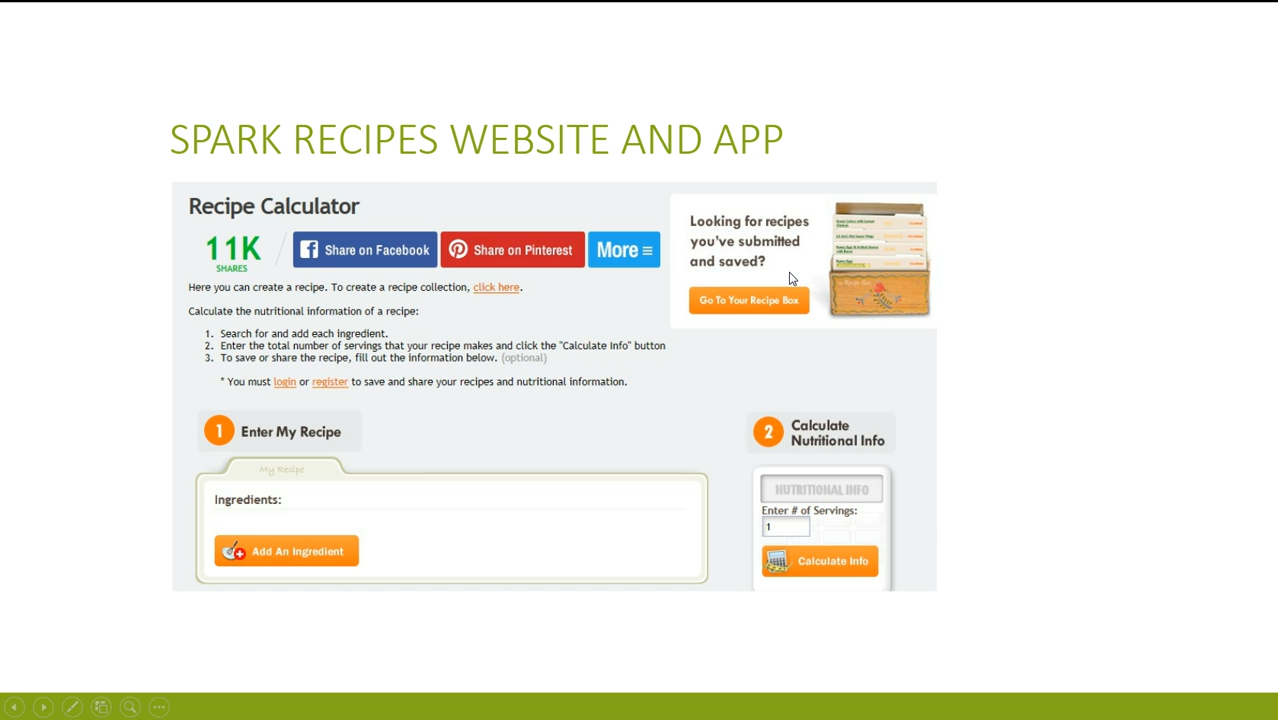 SPARK RECIPES WEBSITE AND APP
Recipe Calculator
11K
SHARES
Share on Facebook
Share on Pinterest
More
Here you can create a recipe. To create a recipe collection, click here.
Calculate the nutritional information of a recipe:
1. Search for and add each ingredient.
2. Enter the total number of servings that your recipe makes and click the "Calculate Info" button
3. To save or share the recipe, fill out the information below. (optional)
* You must login or register to save and share your recipes and nutritional information.
Looking for recipes
you've submitted
and saved?
Go To Your Recipe Box
1 Enter My Recipe
My Recipe
Ingredients:
Add An Ingredient
2 Calculate
Nutritional Info
NUTRITIONAL INFO
Enter # of Servings:
1
Calculate Info